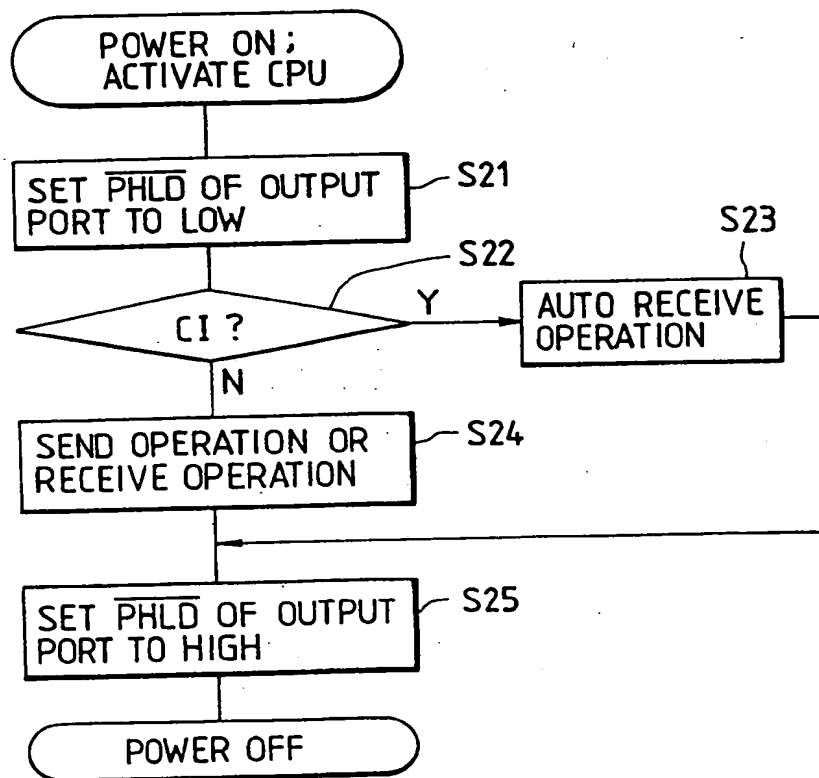 POWER ON;
ACTIVATE CPU
SET PHLD OF OUTPUT
PORT TO LOW
S21
S22
CI ?
Y
N
S23
AUTO RECEIVE
OPERATION
SEND OPERATION OR
RECEIVE OPERATION
S24
SET PHLD OF OUTPUT
PORT TO HIGH
S25
POWER OFF